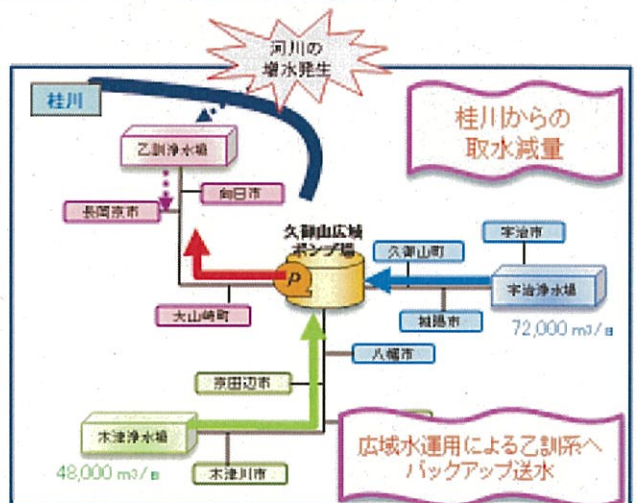 河川の
増水発生
桂川
桂川からの
取水減量
乙訓浄水場
向日市
長岡京市
久御山広域
ポンプ場
宇治市
久御山町
P
宇治浄水場
大山崎町
城陽市
72,000 m3/日
八幡市
京田辺市
木津浄水場
広域水運用による乙訓系へ
バックアップ送水
48,000 m3/日
木津川市